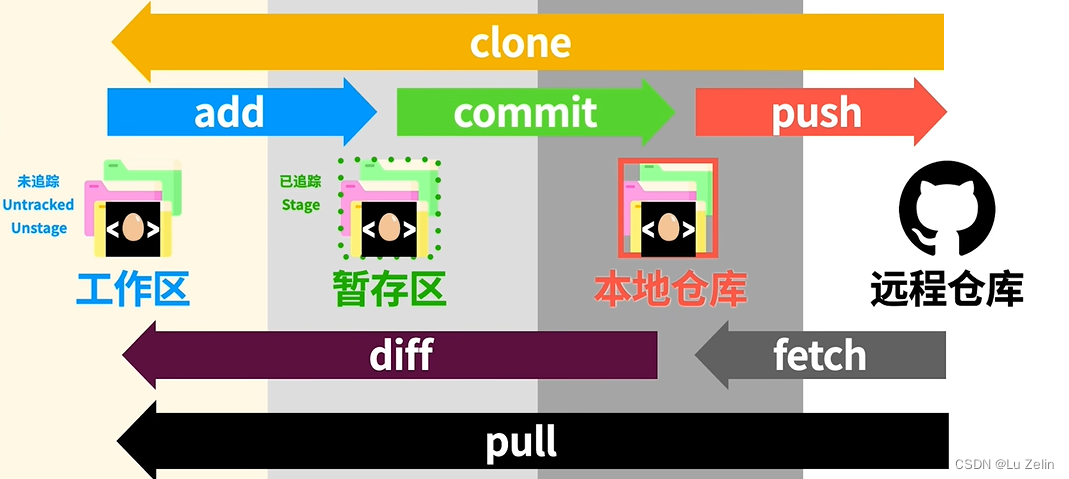 clone
add
commit
push
未追踪
Untracked
Unstage
已追踪
Stage
< >
< >
< >
工作区
暂存区
本地仓库
远程仓库
diff
fetch
pull
CSDN @Lu Zelin